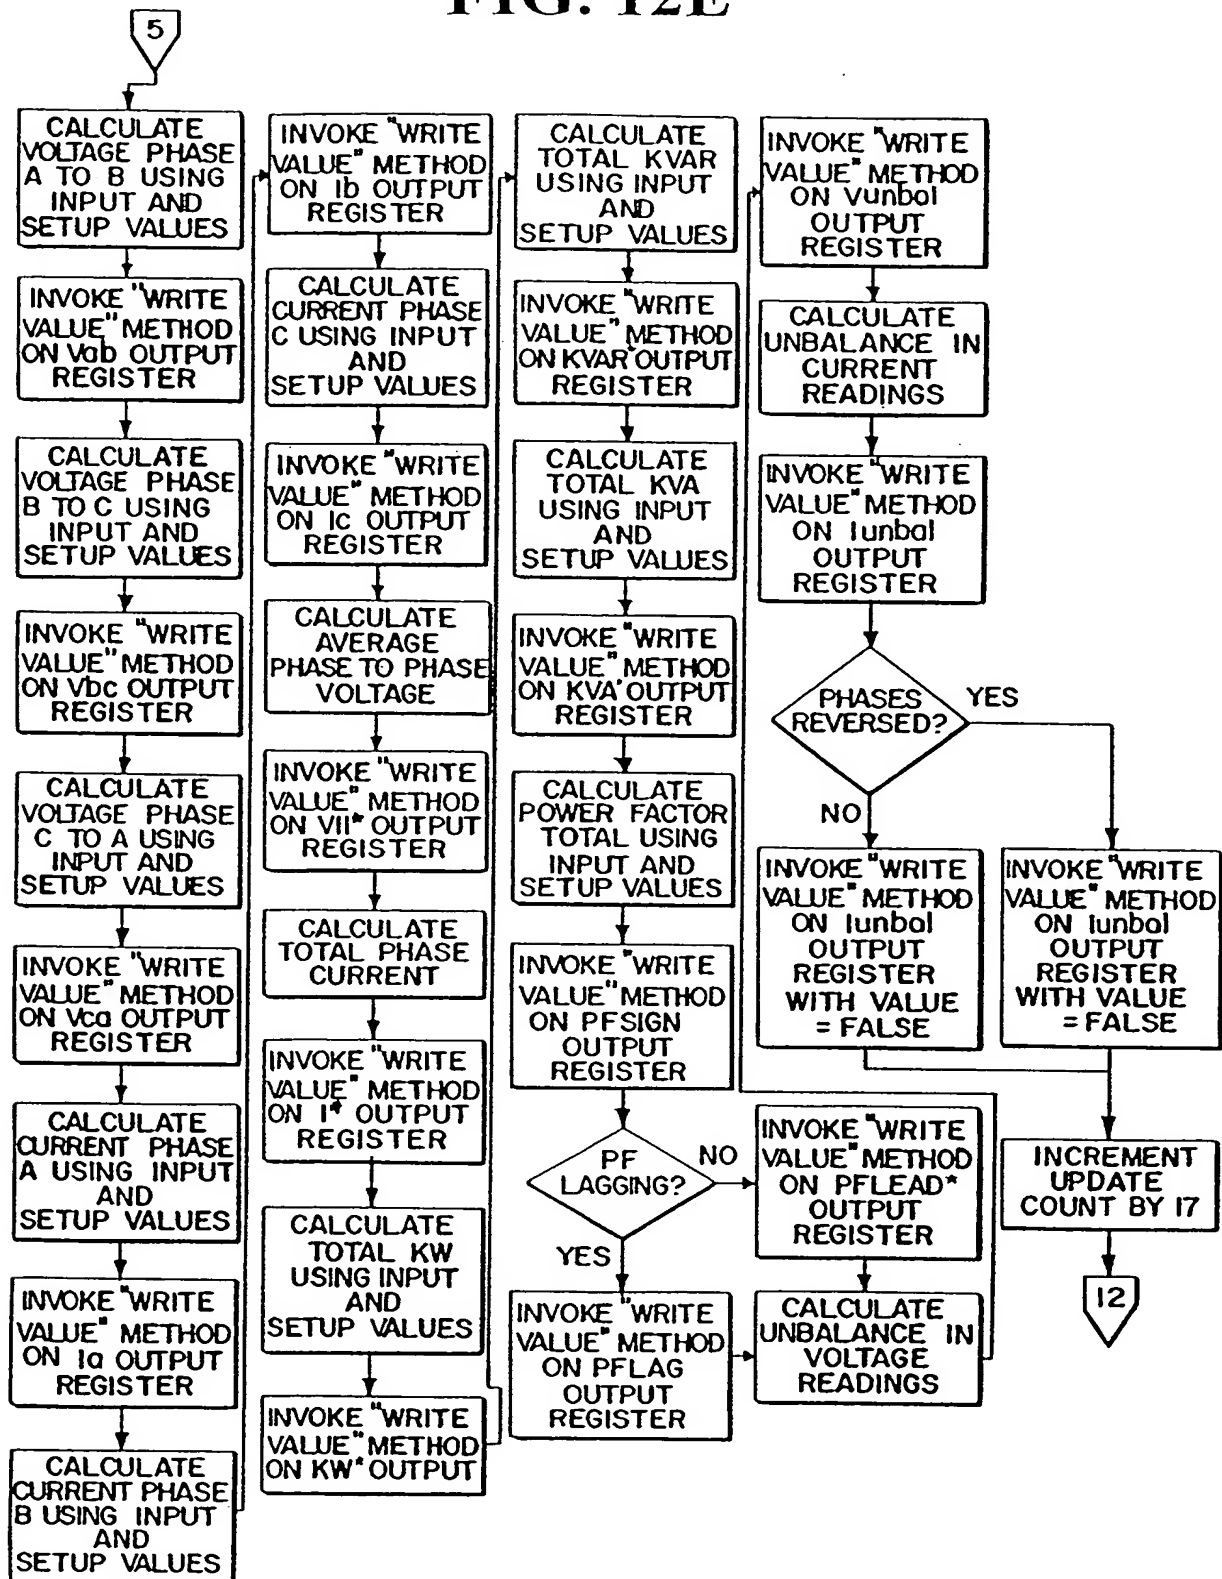 FIG. 12E
5
CALCULATE
VOLTAGE PHASE
A TO B USING
INPUT AND
SETUP VALUES
INVOKE "WRITE
VALUE" METHOD
ON Vab OUTPUT
REGISTER
CALCULATE
VOLTAGE PHASE
B TO C USING
INPUT AND
SETUP VALUES
INVOKE "WRITE
VALUE" METHOD
ON Vbc OUTPUT
REGISTER
CALCULATE
VOLTAGE PHASE
C TO A USING
INPUT AND
SETUP VALUES
INVOKE "WRITE
VALUE" METHOD
ON Vca OUTPUT
REGISTER
CALCULATE
CURRENT PHASE
A USING INPUT
AND
SETUP VALUES
INVOKE "WRITE
VALUE" METHOD
ON Ia OUTPUT
REGISTER
CALCULATE
CURRENT PHASE
B USING INPUT
AND
SETUP VALUES
INVOKE "WRITE
VALUE" METHOD
ON Ib OUTPUT
REGISTER
CALCULATE
CURRENT PHASE
C USING INPUT
AND
SETUP VALUES
INVOKE "WRITE
VALUE" METHOD
ON Ic OUTPUT
REGISTER
CALCULATE
AVERAGE
PHASE TO PHASE
VOLTAGE
INVOKE "WRITE
VALUE" METHOD
ON Vll* OUTPUT
REGISTER
CALCULATE
TOTAL PHASE
CURRENT
INVOKE "WRITE
VALUE" METHOD
ON I* OUTPUT
REGISTER
CALCULATE
TOTAL KW
USING INPUT
AND
SETUP VALUES
INVOKE "WRITE
VALUE" METHOD
ON KW* OUTPUT
CALCULATE
TOTAL KVAR
USING INPUT
AND
SETUP VALUES
INVOKE "WRITE
VALUE" METHOD
ON KVAR* OUTPUT
REGISTER
CALCULATE
TOTAL KVA
USING INPUT
AND
SETUP VALUES
INVOKE "WRITE
VALUE" METHOD
ON KVA* OUTPUT
REGISTER
CALCULATE
POWER FACTOR
TOTAL USING
INPUT AND
SETUP VALUES
INVOKE "WRITE
VALUE" METHOD
ON PFSIGN
OUTPUT
REGISTER
PF
LAGGING?
NO
YES
INVOKE "WRITE
VALUE" METHOD
ON PFLAG
OUTPUT
REGISTER
INVOKE "WRITE
VALUE" METHOD
ON PFLEAD*
OUTPUT
REGISTER
CALCULATE
UNBALANCE IN
VOLTAGE
READINGS
INVOKE "WRITE
VALUE" METHOD
ON Vunbal
OUTPUT
REGISTER
CALCULATE
UNBALANCE IN
CURRENT
READINGS
INVOKE "WRITE
VALUE" METHOD
ON Iunbal
OUTPUT
REGISTER
PHASES
REVERSED?
YES
NO
INVOKE "WRITE
VALUE" METHOD
ON Iunbal
OUTPUT
REGISTER
WITH VALUE
= FALSE
INVOKE "WRITE
VALUE" METHOD
ON Iunbal
OUTPUT
REGISTER
WITH VALUE
= FALSE
INCREMENT
UPDATE
COUNT BY 17
12